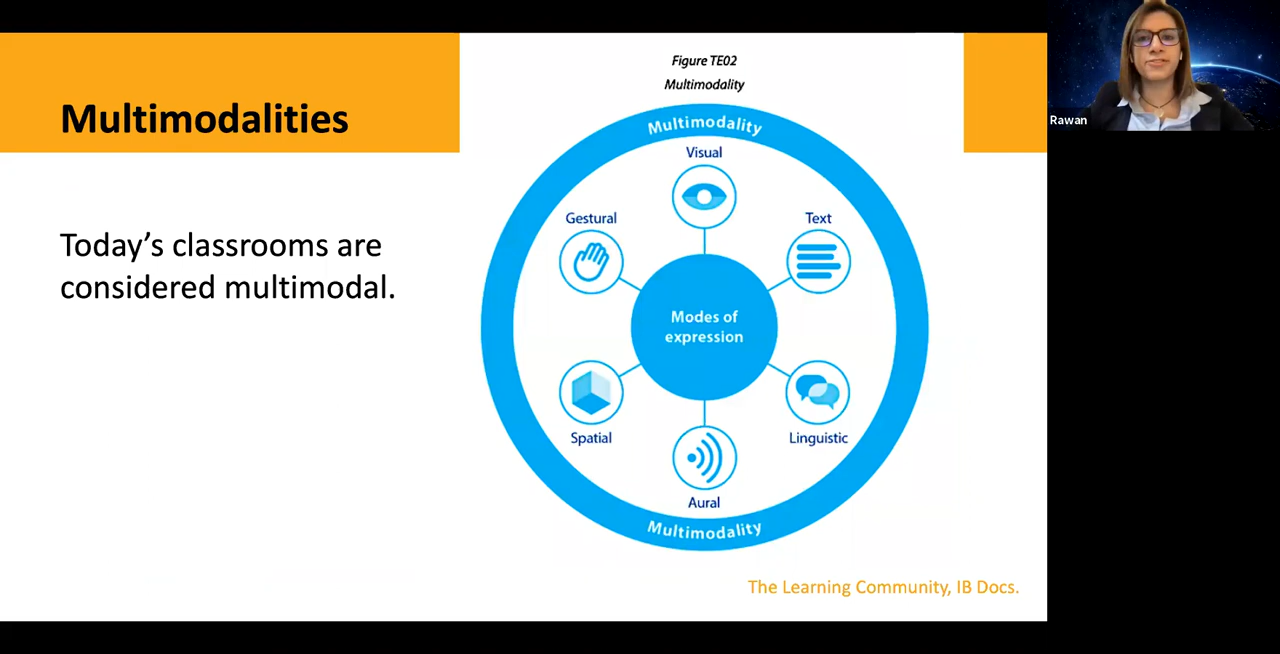 Multimodalities
Today's classrooms are
considered multimodal.
Figure TE02
Multimodality
Multimodality
Visual
Gestural
Text
Modes of
expression
Spatial
Linguistic
Aural
Multimodality
The Learning Community, IB Docs.
Rawan